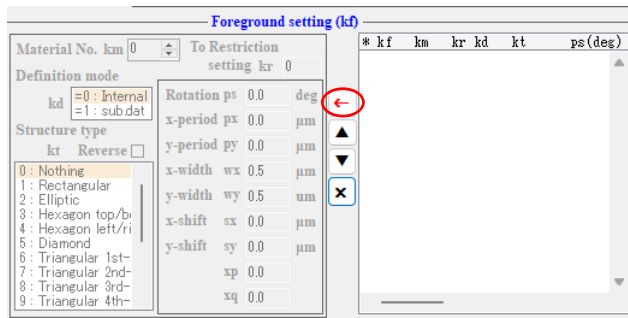 Foreground setting (kf)
Material No. km 0
To Restriction
setting kr 0
Definition mode
kd =0 : Internal
=1 : sub.dat
Structure type
kt Reverse
0 : Nothing
1 : Rectangular
2 : Elliptic
3 : Hexagon top/b
4 : Hexagon left/ri
5 : Diamond
6 : Triangular 1st-
7 : Triangular 2nd-
8 : Triangular 3rd-
9 : Triangular 4th-
Rotation ps 0.0 deg
x-period px 0.0 μm
y-period py 0.0 μm
x-width wx 0.5 μm
y-width wy 0.5 um
x-shift sx 0.0 μm
y-shift sy 0.0 μm
xp 0.0
xq 0.0
←
▲
▼
×
* kf km kr kd kt ps(deg)